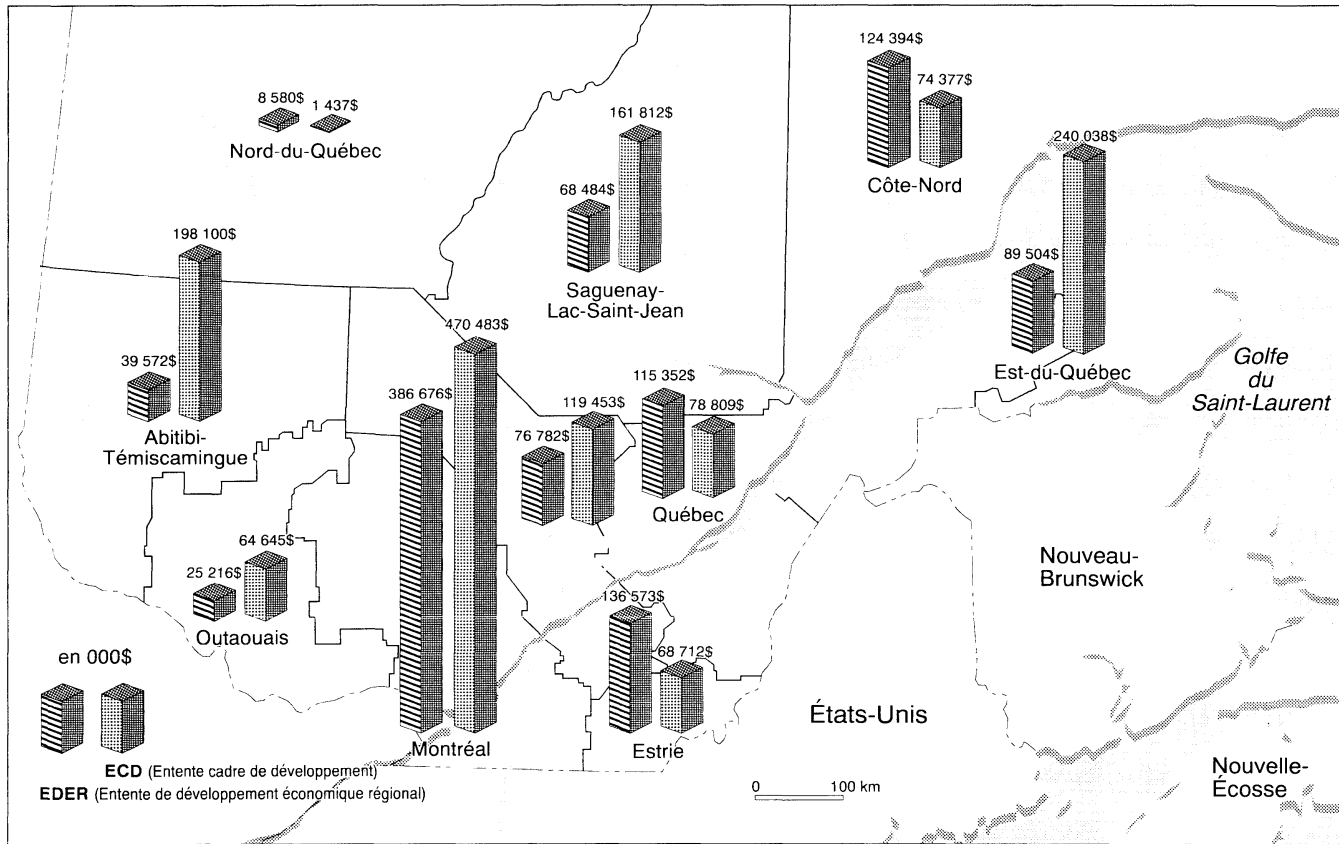 124 394$
74 377$
Côte-Nord
8 580$
1 437$
Nord-du-Québec
161 812$
68 484$
Saguenay-
Lac-Saint-Jean
240 038$
89 504$
Est-du-Québec
198 100$
39 572$
Abitibi-
Témiscamingue
470 483$
386 676$
Montréal
119 453$
76 782$
115 352$
78 809$
Québec
Golfe
du
Saint-Laurent
64 645$
25 216$
Outaouais
136 573$
68 712$
Estrie
Nouveau-
Brunswick
États-Unis
Nouvelle-
Écosse
en 000$
ECD (Entente cadre de développement)
EDER (Entente de développement économique régional)
0 100 km